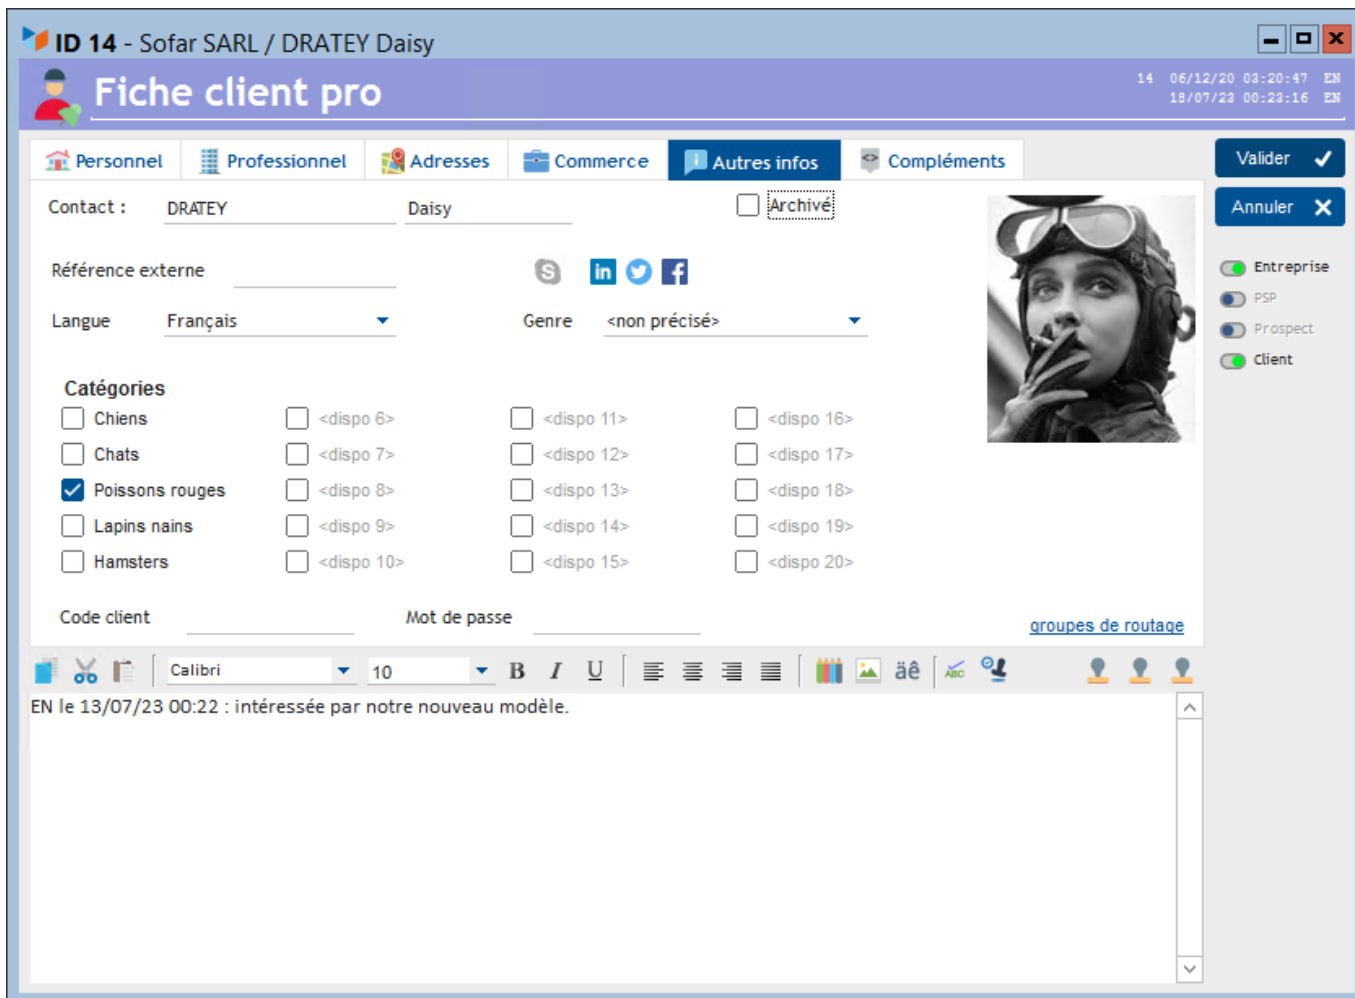 ID 14 - Sofar SARL / DRATEY Daisy
Fiche client pro
14 06/12/20 03:20:47 EN
18/07/23 00:23:16 EN
Personnel Professionnel Adresses Commerce Autres infos Compléments
Valider
Annuler
Contact : DRATEY Daisy Archivé
Référence externe
Langue Français Genre <non précisé>
Entreprise
PSP
Prospect
Client
Catégories
Chiens <dispo 6> <dispo 11> <dispo 16>
Chats <dispo 7> <dispo 12> <dispo 17>
Poissons rouges <dispo 8> <dispo 13> <dispo 18>
Lapins nains <dispo 9> <dispo 14> <dispo 19>
Hamsters <dispo 10> <dispo 15> <dispo 20>
Code client Mot de passe
groupes de routage
Calibri 10 B I U äê ABC
EN le 13/07/23 00:22 : intéressée par notre nouveau modèle.